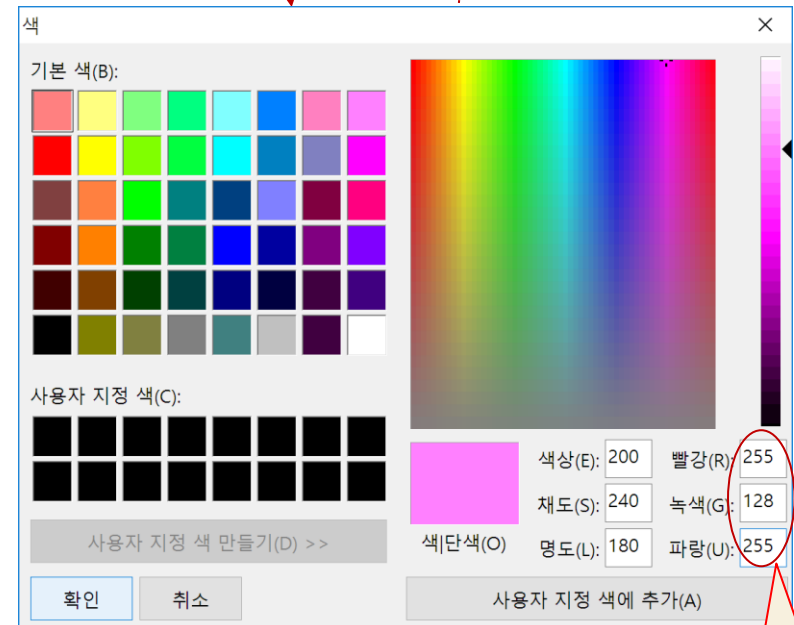 색
기본 색(B):
사용자 지정 색(C):
사용자 지정 색 만들기(D) >>
확인
취소
색|단색(O)
색상(E): 200
빨강(R): 255
채도(S): 240
녹색(G): 128
명도(L): 180
파랑(U): 255
사용자 지정 색에 추가(A)